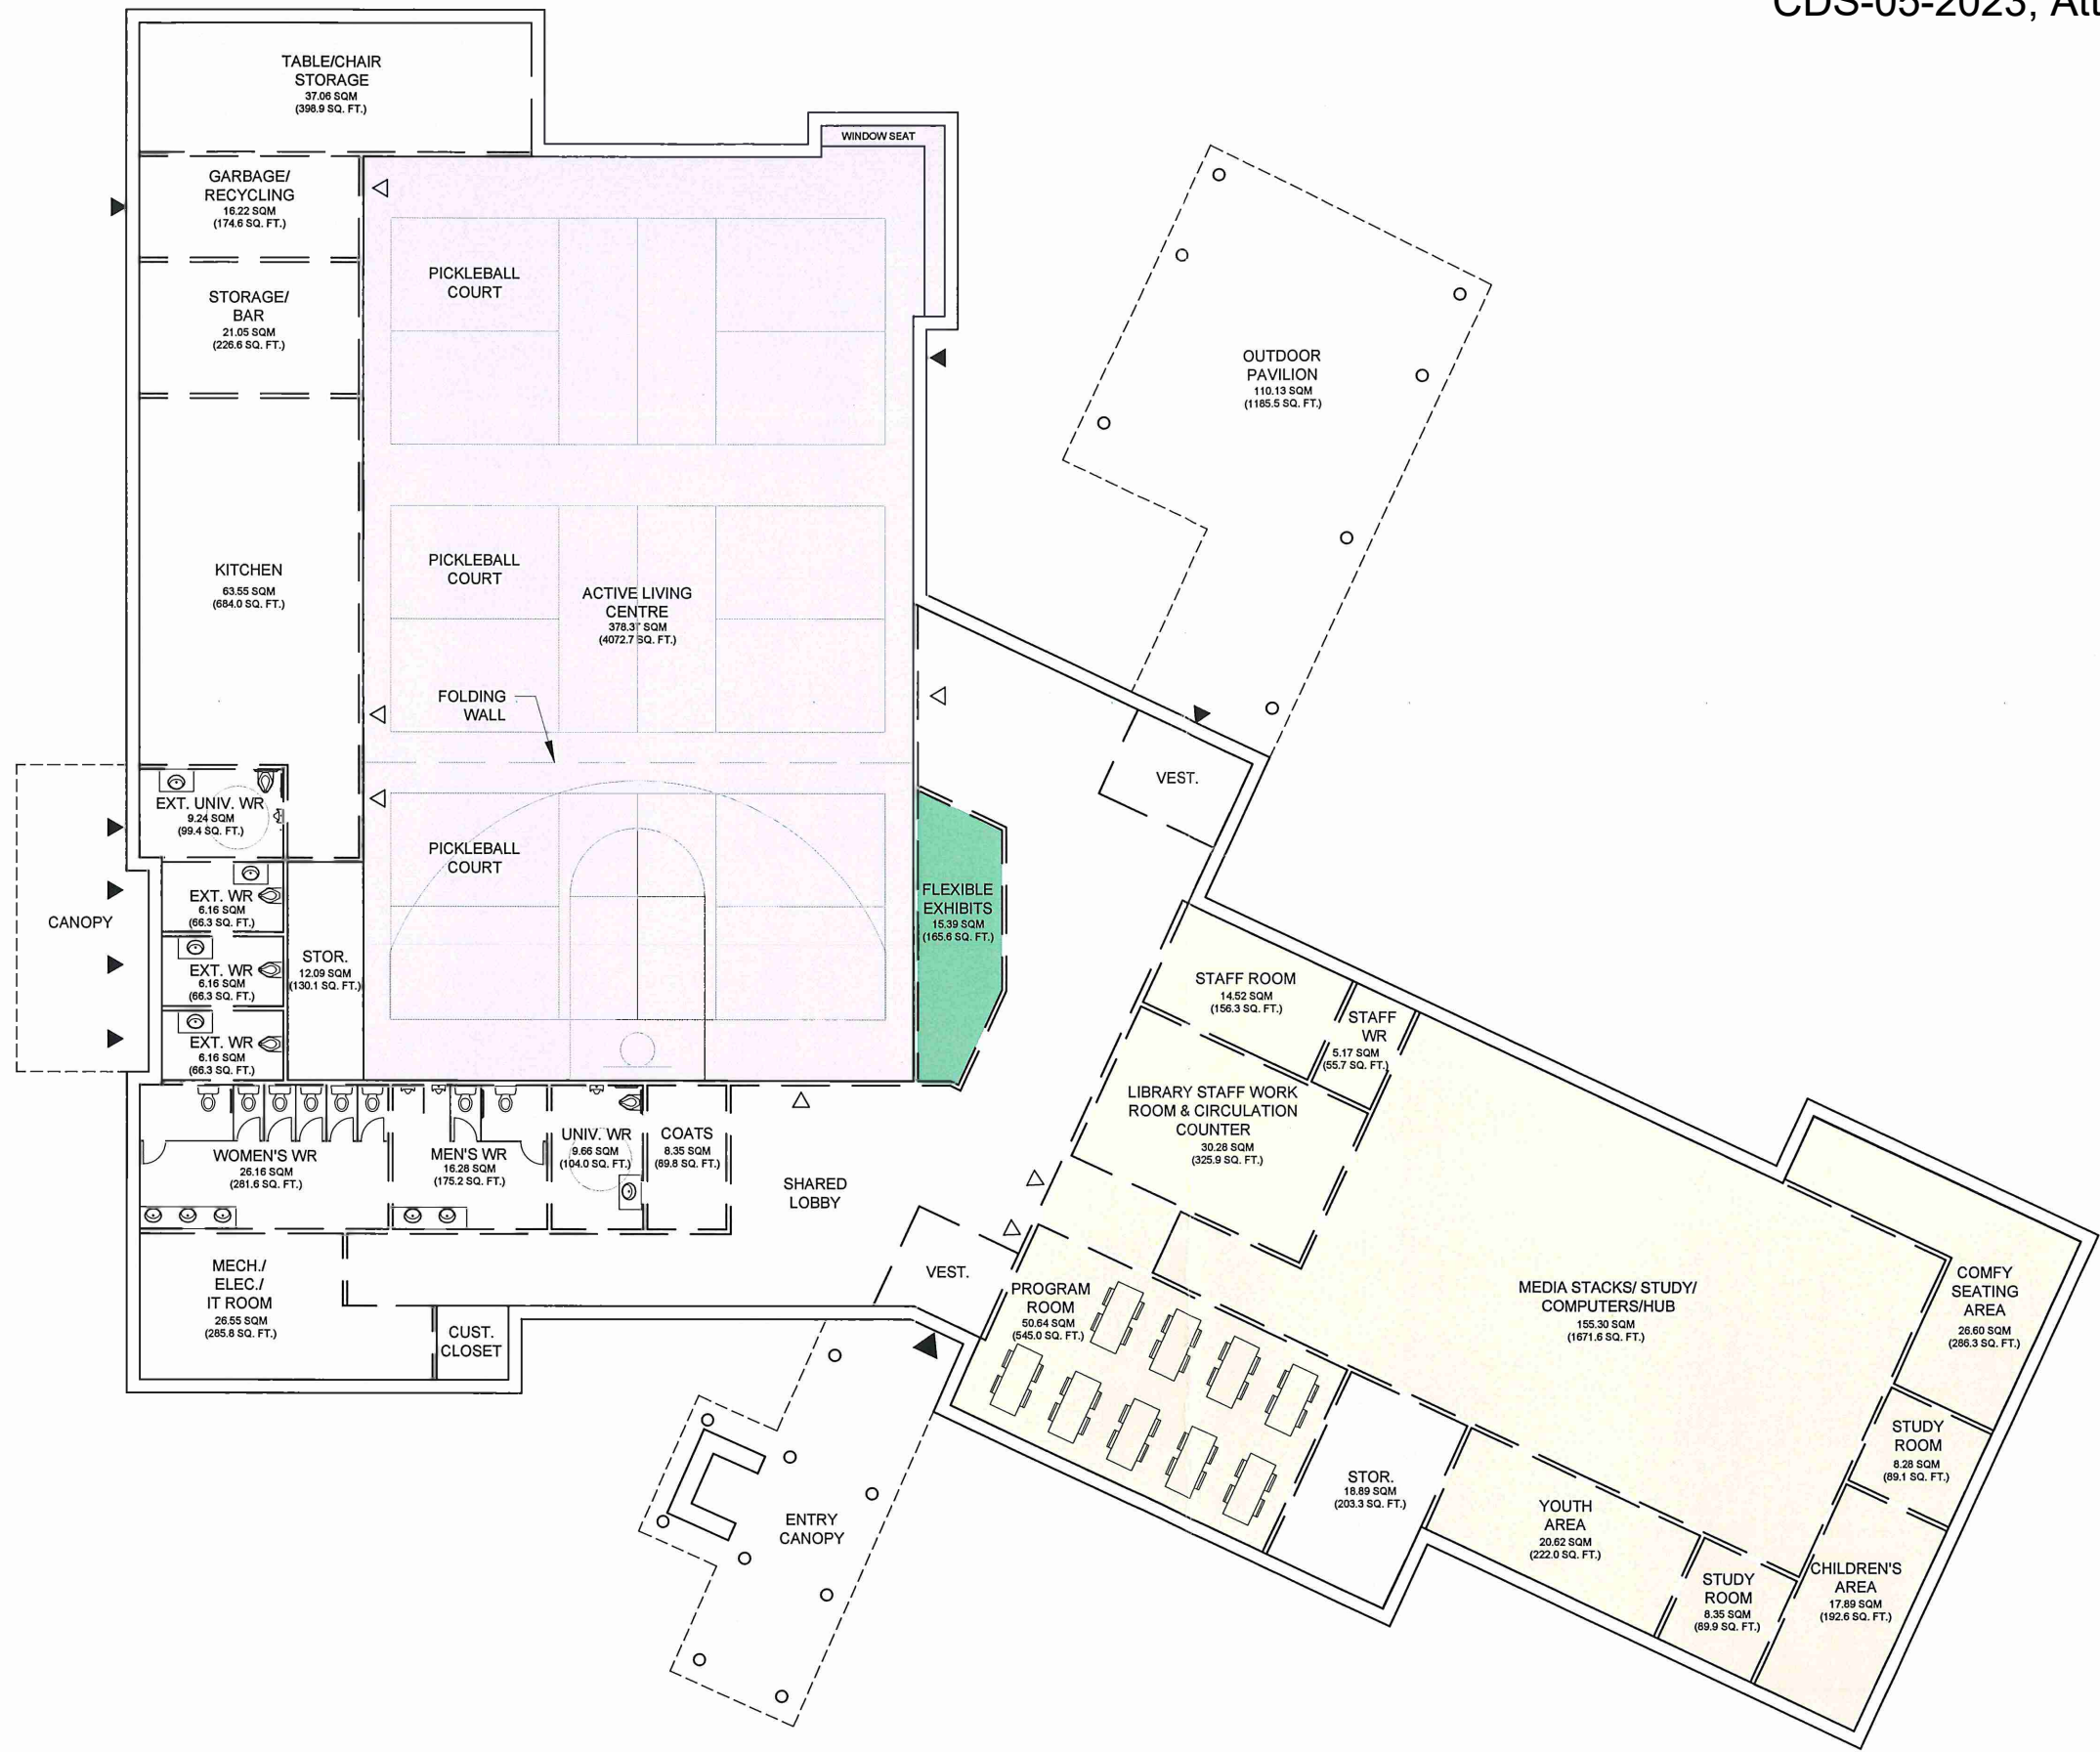 CDS-05-2023, Att
TABLE/CHAIR
STORAGE
37.06 SQM
(398.9 SQ. FT.)
WINDOW SEAT
GARBAGE/
RECYCLING
16.22 SQM
(174.6 SQ. FT.)
PICKLEBALL
COURT
STORAGE/
BAR
21.05 SQM
(226.6 SQ. FT.)
OUTDOOR
PAVILION
110.13 SQM
(1185.5 SQ. FT.)
KITCHEN
63.55 SQM
(684.0 SQ. FT.)
PICKLEBALL
COURT
ACTIVE LIVING
CENTRE
378.37 SQM
(4072.7 SQ. FT.)
FOLDING
WALL
VEST.
EXT. UNIV. WR
9.24 SQM
(99.4 SQ. FT.)
PICKLEBALL
COURT
FLEXIBLE
EXHIBITS
15.39 SQM
(165.6 SQ. FT.)
CANOPY
EXT. WR
6.16 SQM
(66.3 SQ. FT.)
EXT. WR
6.16 SQM
(66.3 SQ. FT.)
STOR.
12.09 SQM
(130.1 SQ. FT.)
EXT. WR
6.16 SQM
(66.3 SQ. FT.)
STAFF ROOM
14.52 SQM
(156.3 SQ. FT.)
STAFF
WR
5.17 SQM
(55.7 SQ. FT.)
LIBRARY STAFF WORK
ROOM & CIRCULATION
COUNTER
30.28 SQM
(325.9 SQ. FT.)
WOMEN'S WR
26.16 SQM
(281.6 SQ. FT.)
MEN'S WR
16.28 SQM
(175.2 SQ. FT.)
UNIV. WR
9.66 SQM
(104.0 SQ. FT.)
COATS
8.35 SQM
(89.8 SQ. FT.)
SHARED
LOBBY
MECH./
ELEC./
IT ROOM
26.55 SQM
(285.8 SQ. FT.)
CUST.
CLOSET
VEST.
PROGRAM
ROOM
50.64 SQM
(545.0 SQ. FT.)
MEDIA STACKS/ STUDY/
COMPUTERS/HUB
155.30 SQM
(1671.6 SQ. FT.)
COMFY
SEATING
AREA
26.60 SQM
(286.3 SQ. FT.)
STUDY
ROOM
8.28 SQM
(89.1 SQ. FT.)
STOR.
18.89 SQM
(203.3 SQ. FT.)
ENTRY
CANOPY
YOUTH
AREA
20.62 SQM
(222.0 SQ. FT.)
STUDY
ROOM
8.35 SQM
(89.9 SQ. FT.)
CHILDREN'S
AREA
17.89 SQM
(192.6 SQ. FT.)